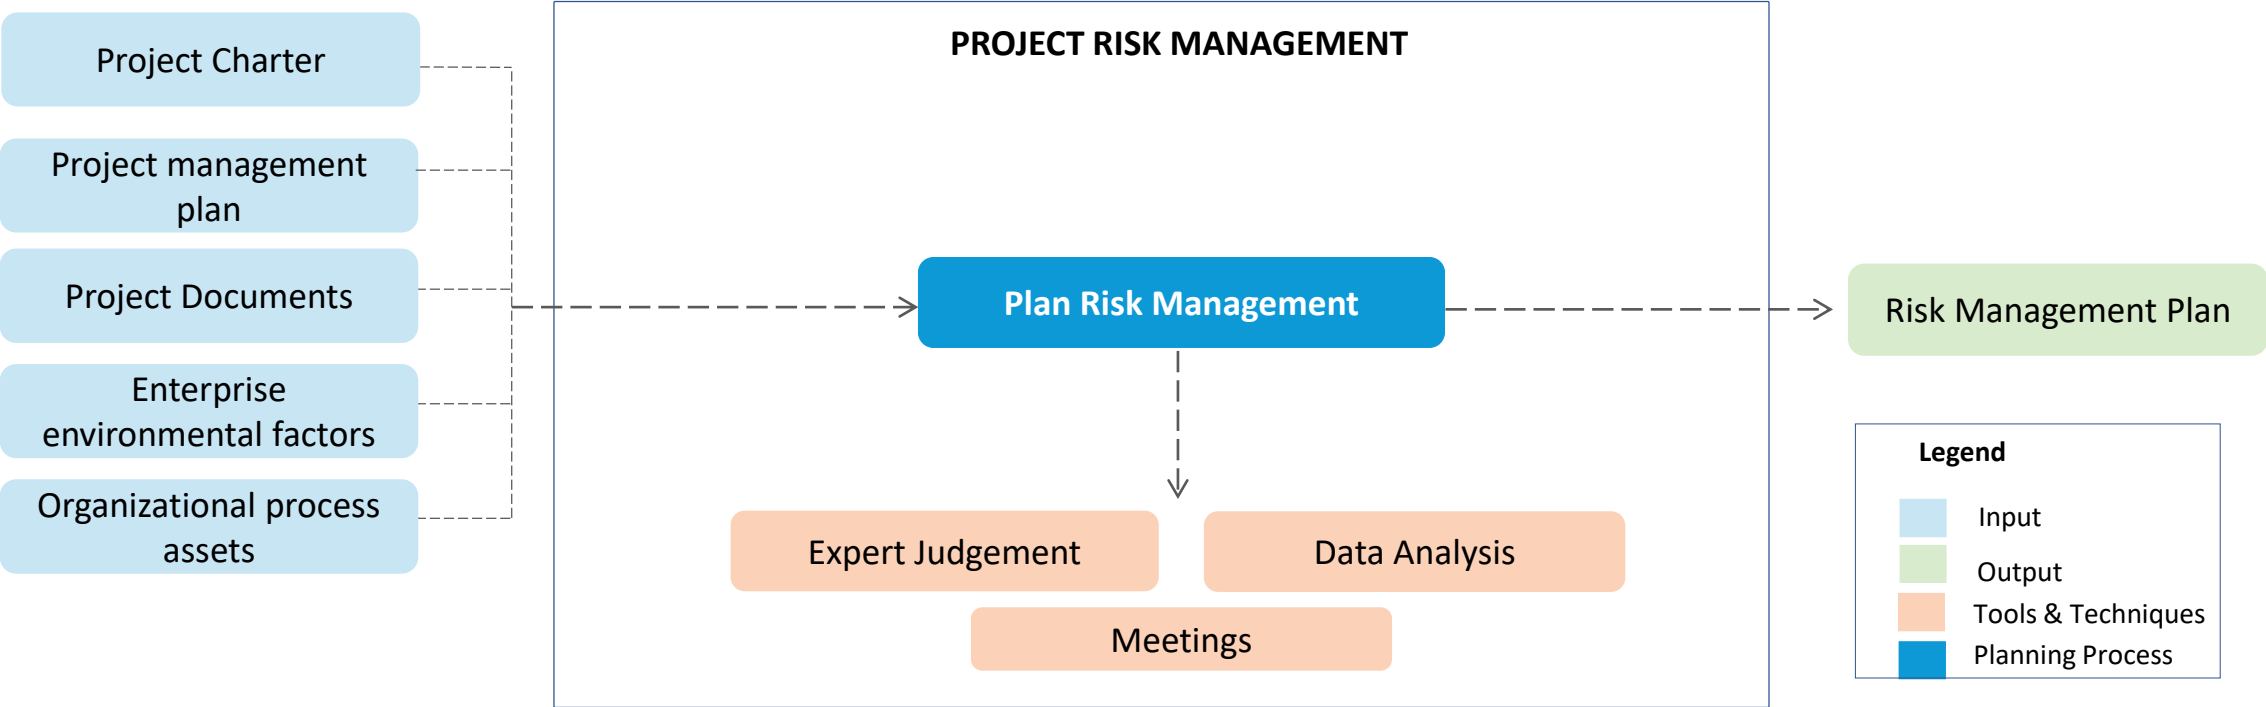 Project Charter
Project management
plan
Project Documents
Enterprise
environmental factors
Organizational process
assets
PROJECT RISK MANAGEMENT
Plan Risk Management
Expert Judgement
Data Analysis
Meetings
Risk Management Plan
Legend
Input
Output
Tools & Techniques
Planning Process